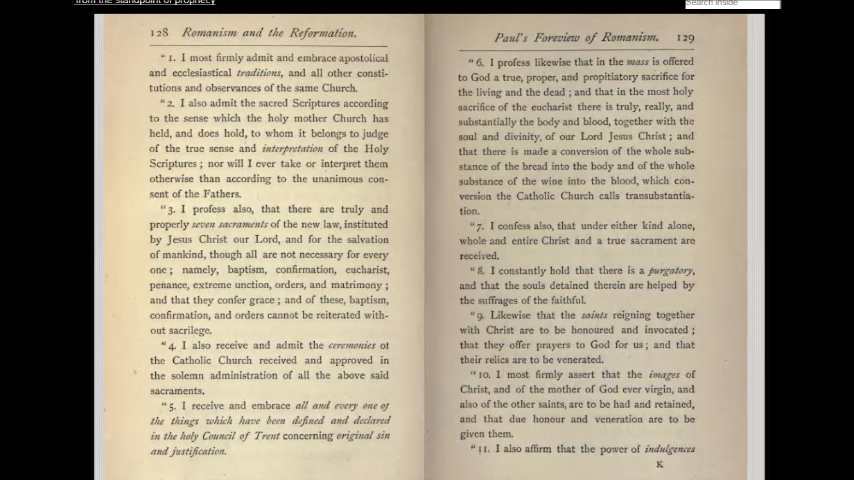 from the standpoint of prophecy
Search inside
128 Romanism and the Reformation.
"1. I most firmly admit and embrace apostolical
and ecclesiastical traditions, and all other consti-
tutions and observances of the same Church.
"2. I also admit the sacred Scriptures according
to the sense which the holy mother Church has
held, and does hold, to whom it belongs to judge
of the true sense and interpretation of the Holy
Scriptures ; nor will I ever take or interpret them
otherwise than according to the unanimous con-
sent of the Fathers.
"3. I profess also, that there are truly and
properly seven sacraments of the new law, instituted
by Jesus Christ our Lord, and for the salvation
of mankind, though all are not necessary for every
one ; namely, baptism, confirmation, eucharist,
penance, extreme unction, orders, and matrimony ;
and that they confer grace ; and of these, baptism,
confirmation, and orders cannot be reiterated with-
out sacrilege.
"4. I also receive and admit the ceremonies of
the Catholic Church received and approved in
the solemn administration of all the above said
sacraments.
"5. I receive and embrace all and every one of
the things which have been defined and declared
in the holy Council of Trent concerning original sin
and justification.
Paul's Foreview of Romanism. 129
"6. I profess likewise that in the mass is offered
to God a true, proper, and propitiatory sacrifice for
the living and the dead ; and that in the most holy
sacrifice of the eucharist there is truly, really, and
substantially the body and blood, together with the
soul and divinity, of our Lord Jesus Christ ; and
that there is made a conversion of the whole sub-
stance of the bread into the body and of the whole
substance of the wine into the blood, which con-
version the Catholic Church calls transubstantia-
tion.
"7. I confess also, that under either kind alone,
whole and entire Christ and a true sacrament are
received.
"8. I constantly hold that there is a purgatory,
and that the souls detained therein are helped by
the suffrages of the faithful.
"9. Likewise that the saints reigning together
with Christ are to be honoured and invocated ;
that they offer prayers to God for us ; and that
their relics are to be venerated.
"10. I most firmly assert that the images of
Christ, and of the mother of God ever virgin, and
also of the other saints, are to be had and retained,
and that due honour and veneration are to be
given them.
"11. I also affirm that the power of indulgences
K